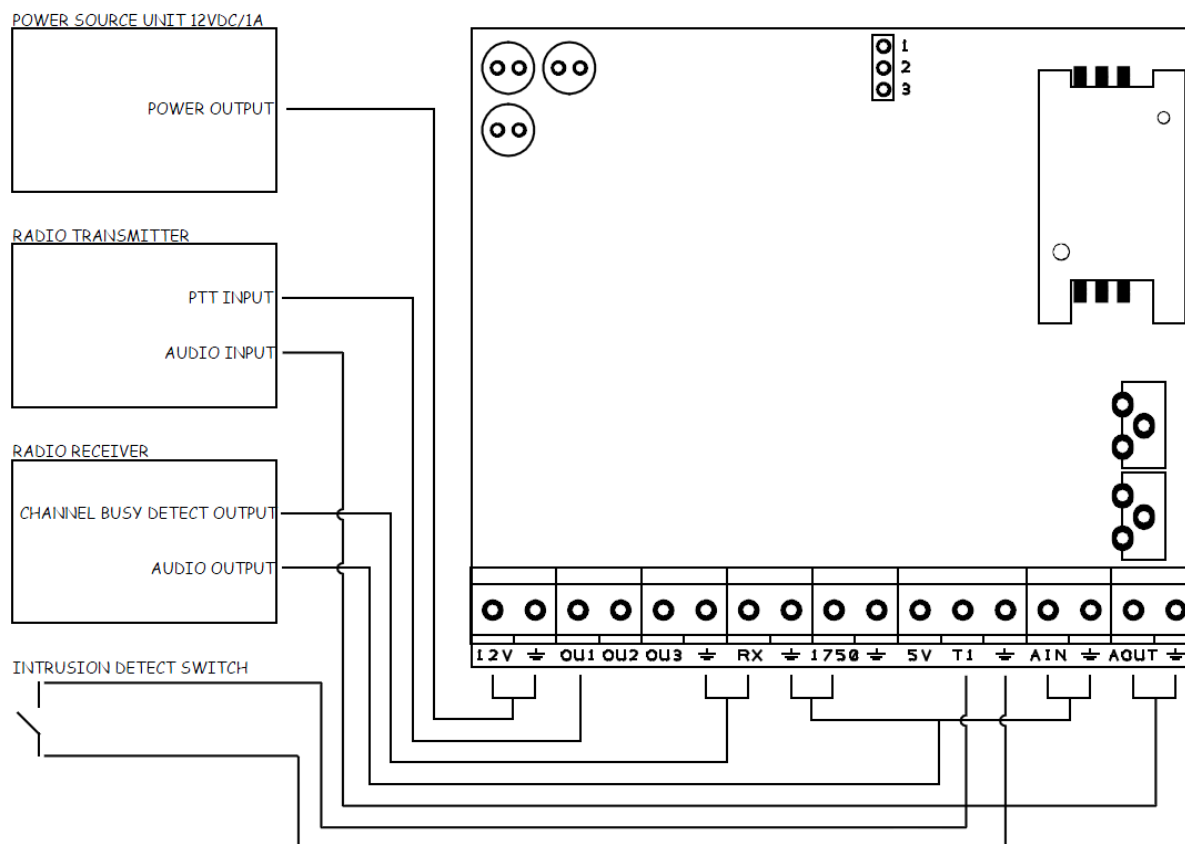 POWER SOURCE UNIT 12VDC/1A
POWER OUTPUT
1
2
3
RADIO TRANSMITTER
PTT INPUT
AUDIO INPUT
RADIO RECEIVER
CHANNEL BUSY DETECT OUTPUT
AUDIO OUTPUT
12V OU1 OU2 OU3 RX 1750 5V T1 AIN AOUT
INTRUSION DETECT SWITCH